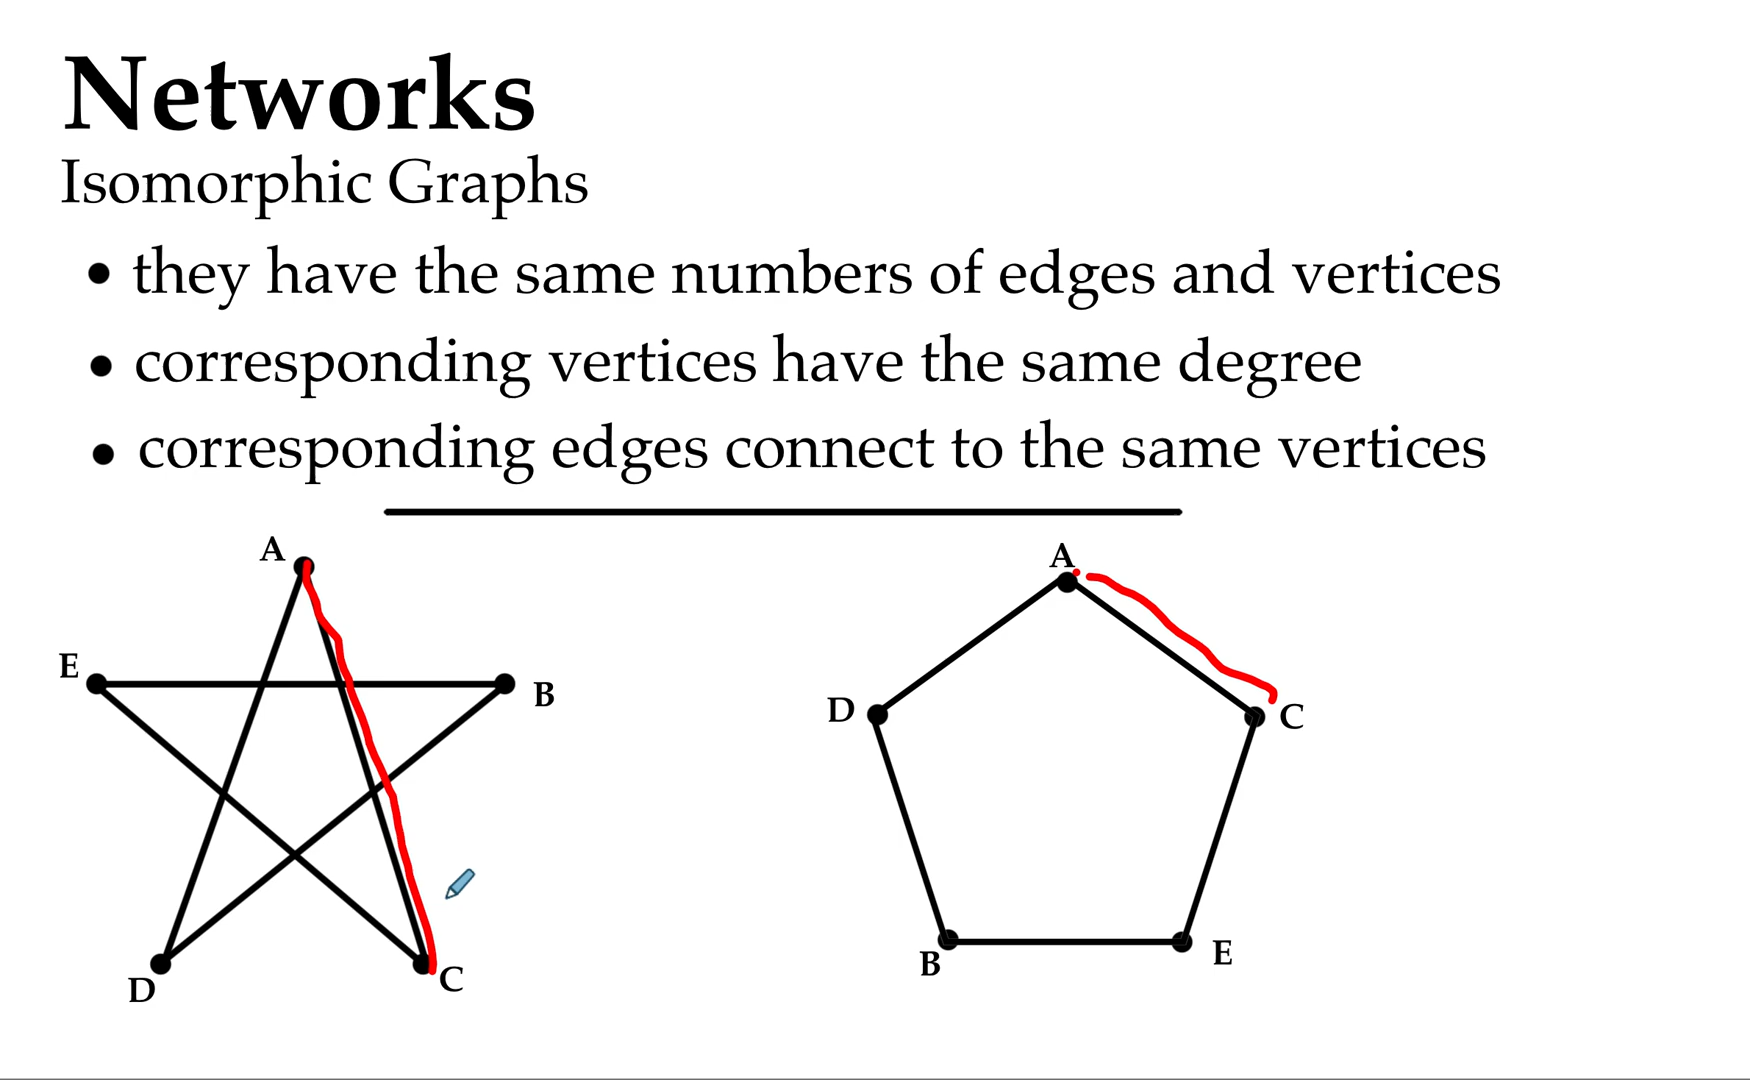 Networks
Isomorphic Graphs
• they have the same numbers of edges and vertices
• corresponding vertices have the same degree
• corresponding edges connect to the same vertices
A
E
B
D
C
A
D
C
B
E